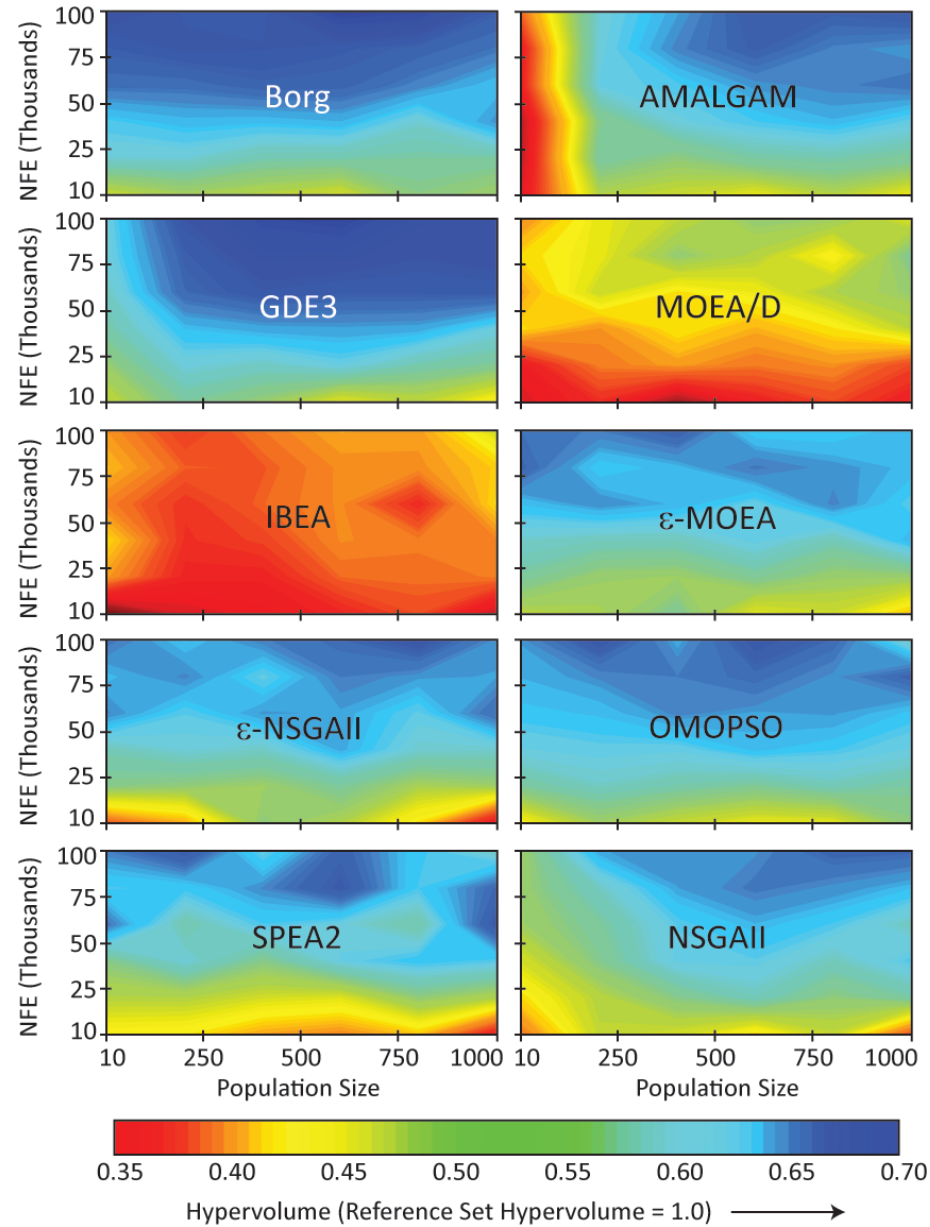 NFE (Thousands)
100
75
50
25
10
Borg
AMALGAM
NFE (Thousands)
100
75
50
25
10
GDE3
MOEA/D
NFE (Thousands)
100
75
50
25
10
IBEA
ε-MOEA
NFE (Thousands)
100
75
50
25
10
ε-NSGAII
OMOPSO
NFE (Thousands)
100
75
50
25
10
SPEA2
NSGAII
10 250 500 750 1000 10 250 500 750 1000
Population Size Population Size
0.35 0.40 0.45 0.50 0.55 0.60 0.65 0.70
Hypervolume (Reference Set Hypervolume = 1.0)